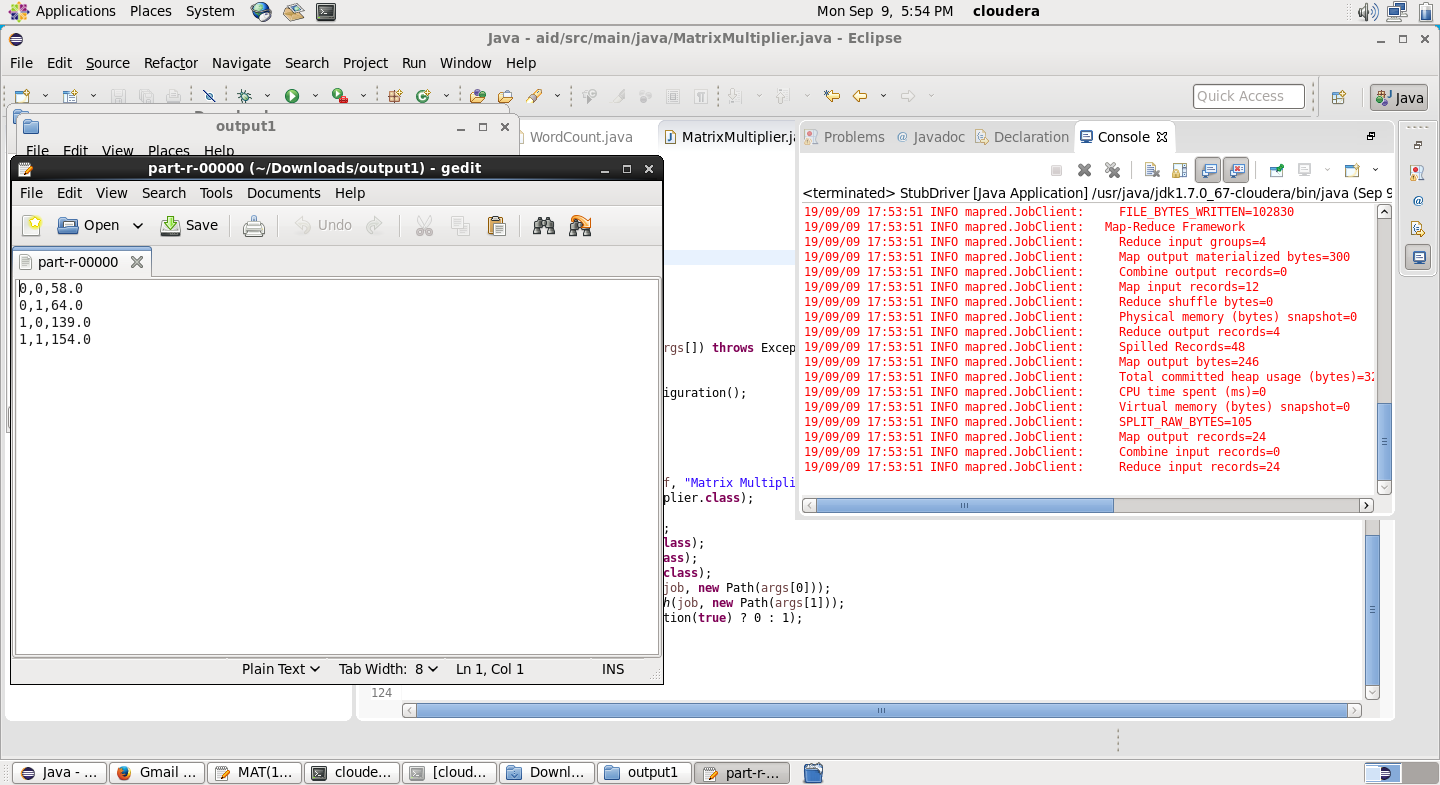 Applications Places System Mon Sep 9, 5:54 PM cloudera
Java - aid/src/main/java/MatrixMultiplier.java - Eclipse
File Edit Source Refactor Navigate Search Project Run Window Help
Quick Access Java
output1
File Edit View Places Help
WordCount.java MatrixMultiplier.ja
Problems Javadoc Declaration Console
part-r-00000 (~/Downloads/output1) - gedit
File Edit View Search Tools Documents Help
Open Save Undo
part-r-00000
0,0,58.0
0,1,64.0
1,0,139.0
1,1,154.0
Plain Text Tab Width: 8 Ln 1, Col 1 INS
<terminated> StubDriver [Java Application] /usr/java/jdk1.7.0_67-cloudera/bin/java (Sep 9
19/09/09 17:53:51 INFO mapred.JobClient: FILE_BYTES_WRITTEN=102830
19/09/09 17:53:51 INFO mapred.JobClient: Map-Reduce Framework
19/09/09 17:53:51 INFO mapred.JobClient: Reduce input groups=4
19/09/09 17:53:51 INFO mapred.JobClient: Map output materialized bytes=300
19/09/09 17:53:51 INFO mapred.JobClient: Combine output records=0
19/09/09 17:53:51 INFO mapred.JobClient: Map input records=12
19/09/09 17:53:51 INFO mapred.JobClient: Reduce shuffle bytes=0
19/09/09 17:53:51 INFO mapred.JobClient: Physical memory (bytes) snapshot=0
19/09/09 17:53:51 INFO mapred.JobClient: Reduce output records=4
19/09/09 17:53:51 INFO mapred.JobClient: Spilled Records=48
19/09/09 17:53:51 INFO mapred.JobClient: Map output bytes=246
19/09/09 17:53:51 INFO mapred.JobClient: Total committed heap usage (bytes)=32
19/09/09 17:53:51 INFO mapred.JobClient: CPU time spent (ms)=0
19/09/09 17:53:51 INFO mapred.JobClient: Virtual memory (bytes) snapshot=0
19/09/09 17:53:51 INFO mapred.JobClient: SPLIT_RAW_BYTES=105
19/09/09 17:53:51 INFO mapred.JobClient: Map output records=24
19/09/09 17:53:51 INFO mapred.JobClient: Combine input records=0
19/09/09 17:53:51 INFO mapred.JobClient: Reduce input records=24
rgs[]) throws Excep
iguration();
f, "Matrix Multipli
plier.class);
;
lass);
ass);
class);
job, new Path(args[0]));
h(job, new Path(args[1]));
tion(true) ? 0 : 1);
124
Java - ... Gmail ... MAT(1... cloude... [cloud... Downl... output1 part-r-...